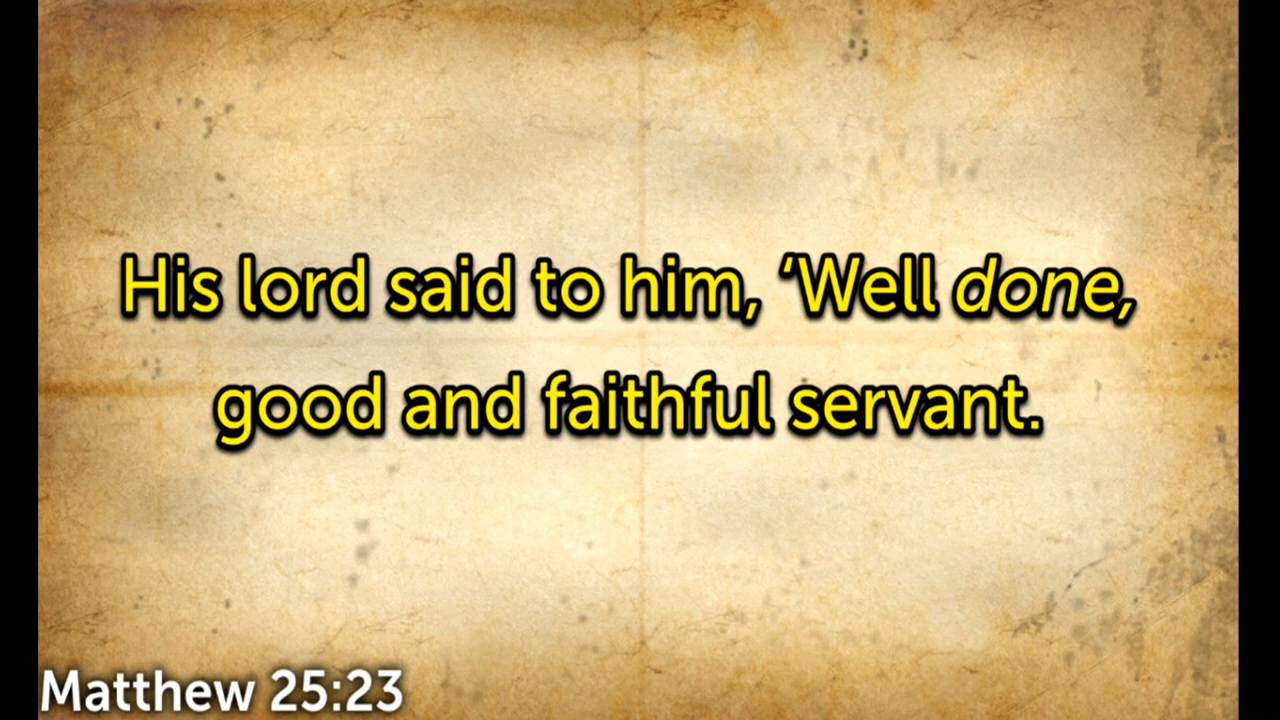 His lord said to him, ‘Well done,
good and faithful servant.
Matthew 25:23